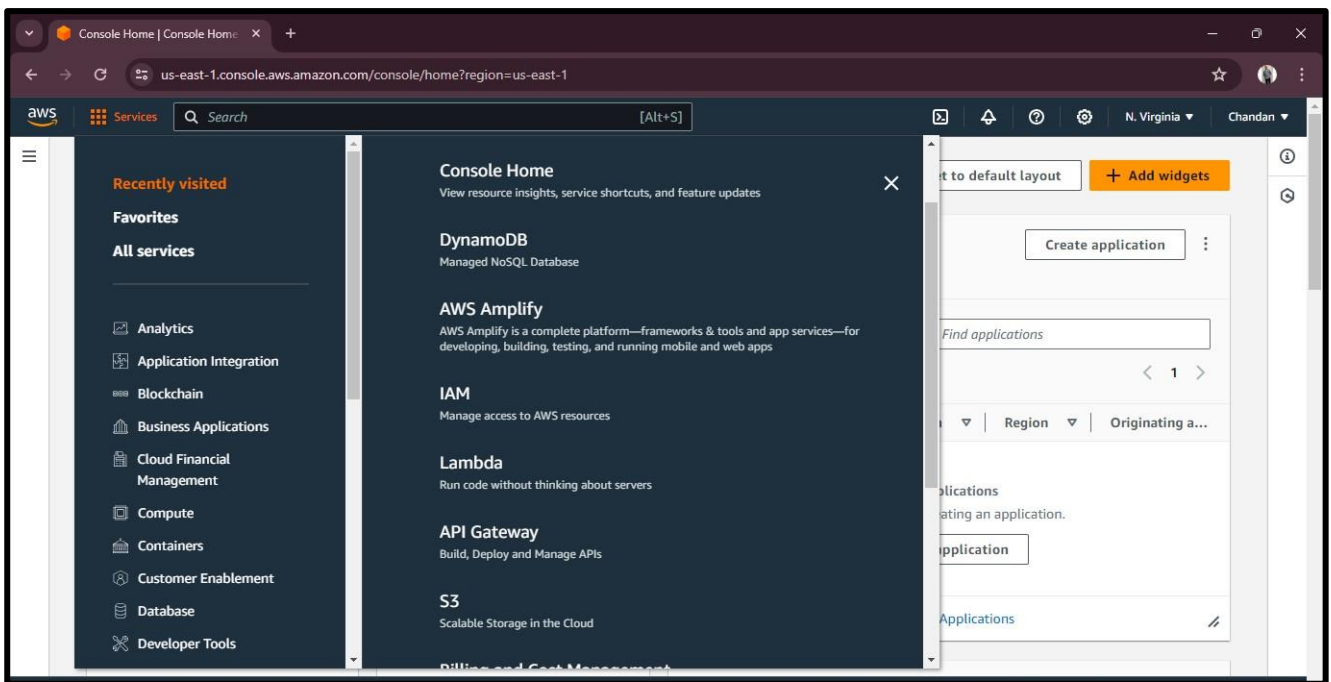 Console Home | Console Home
us-east-1.console.aws.amazon.com/console/home?region=us-east-1
aws
Services
Search
[Alt+S]
N. Virginia
Chandan
Recently visited
Favorites
All services
Analytics
Application Integration
Blockchain
Business Applications
Cloud Financial
Management
Compute
Containers
Customer Enablement
Database
Developer Tools
Console Home
View resource insights, service shortcuts, and feature updates
DynamoDB
Managed NoSQL Database
AWS Amplify
AWS Amplify is a complete platform—frameworks & tools and app services—for
developing, building, testing, and running mobile and web apps
IAM
Manage access to AWS resources
Lambda
Run code without thinking about servers
API Gateway
Build, Deploy and Manage APIs
S3
Scalable Storage in the Cloud
Billing and Cost Management
to default layout
+ Add widgets
Create application
Find applications
1
Region
Originating a...
an application.
Applications